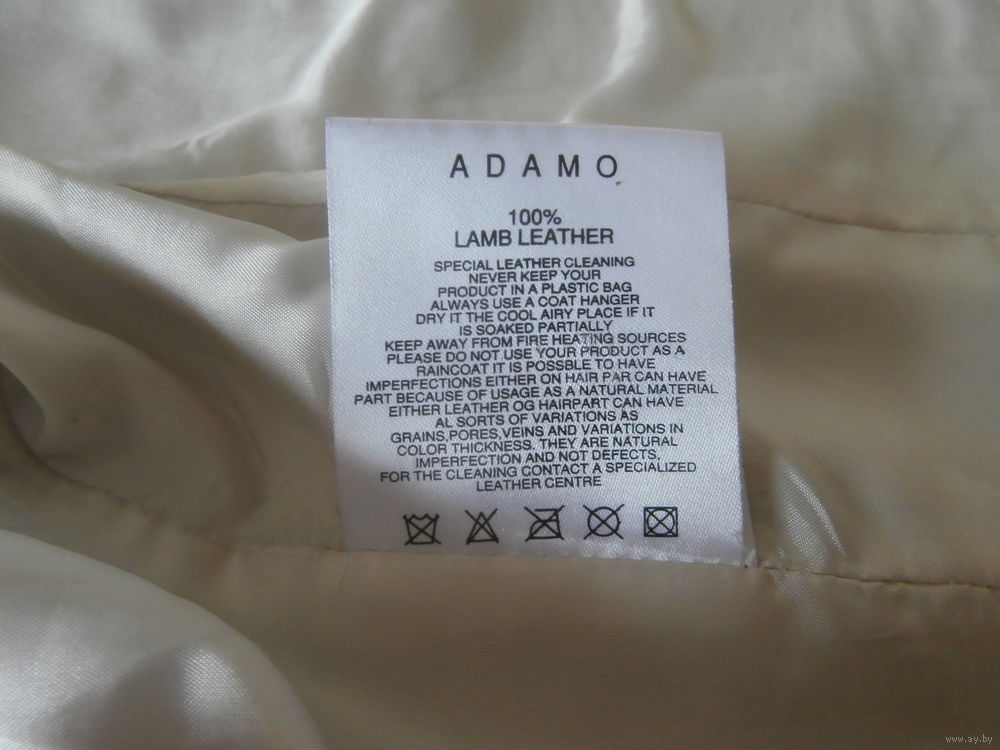 ADAMO
100%
LAMB LEATHER
SPECIAL LEATHER CLEANING
NEVER KEEP YOUR
PRODUCT IN A PLASTIC BAG
ALWAYS USE A COAT HANGER
DRY IT THE COOL AIRY PLACE IF IT
IS SOAKED PARTIALLY
KEEP AWAY FROM FIRE HEATING SOURCES
PLEASE DO NOT USE YOUR PRODUCT AS A
RAINCOAT IT IS POSSBLE TO HAVE
IMPERFECTIONS EITHER ON HAIR PAR CAN HAVE
PART BECAUSE OF USAGE AS A NATURAL MATERIAL
EITHER LEATHER OG HAIRPART CAN HAVE
AL SORTS OF VARIATIONS AS
GRAINS,PORES,VEINS AND VARIATIONS IN
COLOR THICKNESS. THEY ARE NATURAL
IMPERFECTION AND NOT DEFECTS.
FOR THE CLEANING CONTACT A SPECIALIZED
LEATHER CENTRE
www.ay.by